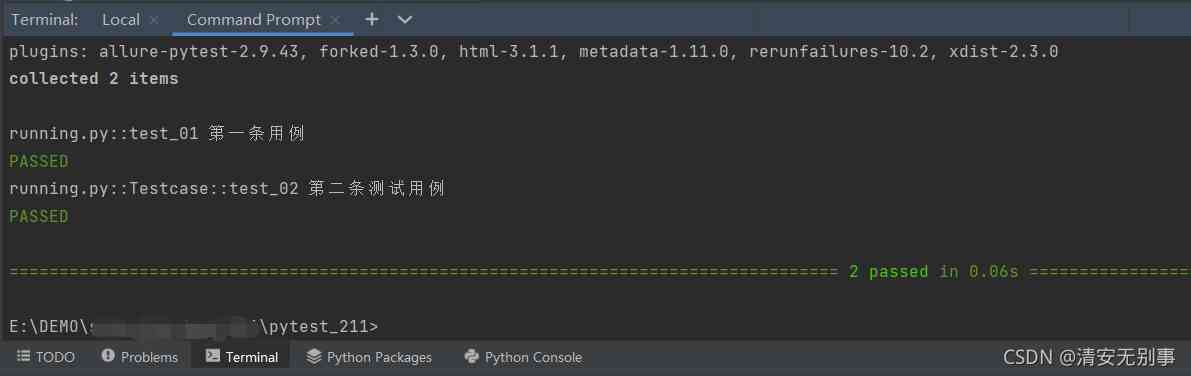 Terminal: Local × Command Prompt × +
plugins: allure-pytest-2.9.43, forked-1.3.0, html-3.1.1, metadata-1.11.0, rerunfailures-10.2, xdist-2.3.0
collected 2 items
running.py::test_01 第一条用例
PASSED
running.py::Testcase::test_02 第二条测试用例
PASSED
=================================================================================== 2 passed in 0.06s ================
E:\DEMO\ \pytest_211>
TODO Problems Terminal Python Packages Python Console
CSDN @清安无别事